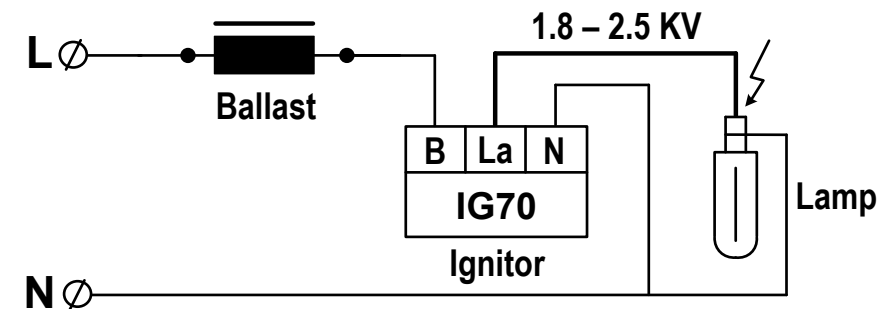 1.8 – 2.5 KV
L
Ballast
B La N
IG70
Lamp
Ignitor
N